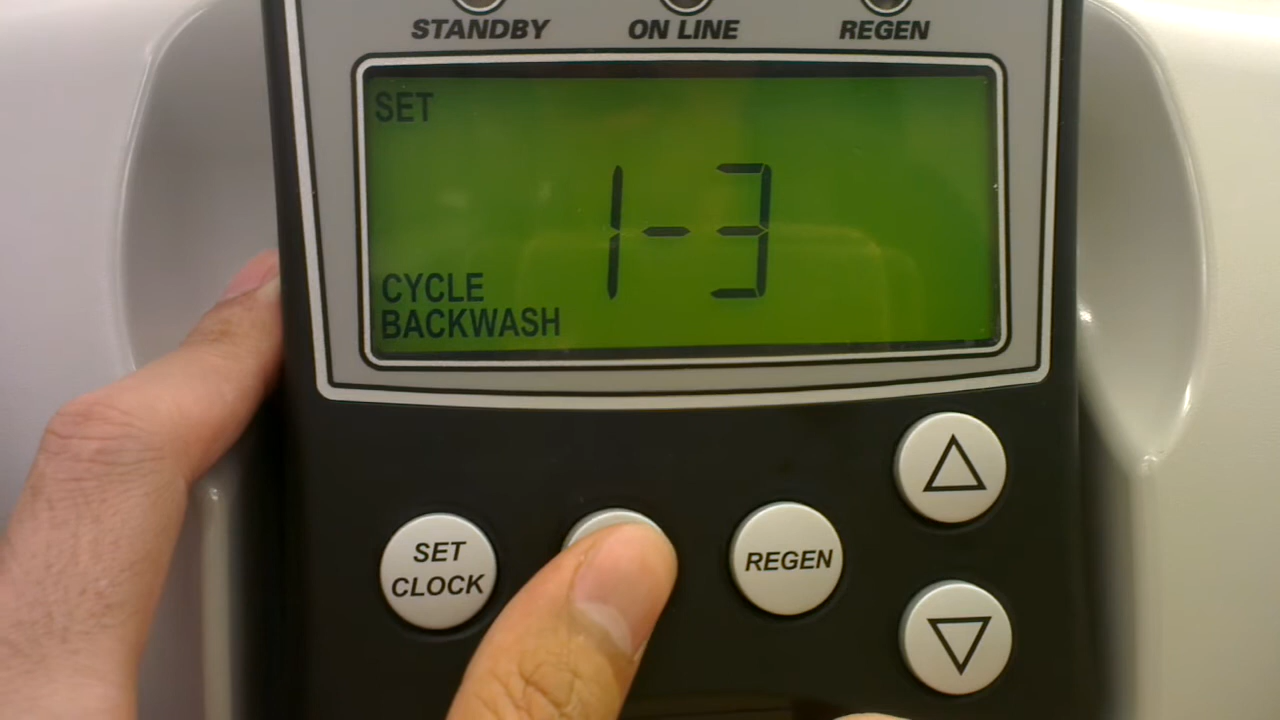 STANDBY ON LINE REGEN
SET
1-3
CYCLE
BACKWASH
SET
CLOCK
REGEN